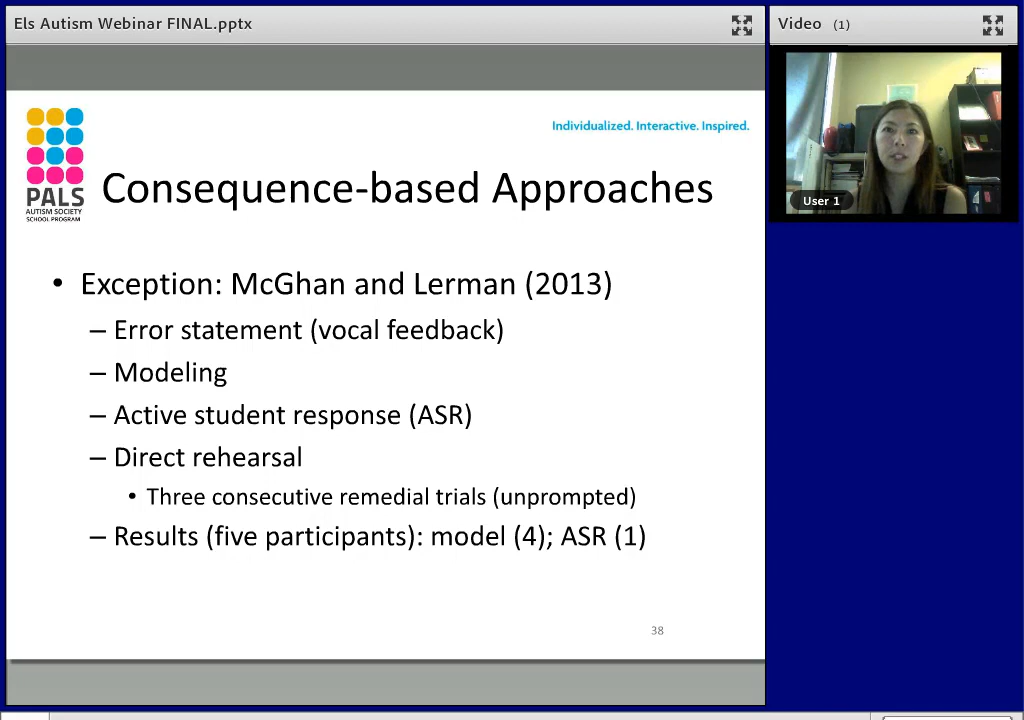 Els Autism Webinar FINAL.pptx
Video (1)
Individualized. Interactive. Inspired.
PALS
AUTISM SOCIETY
SCHOOL PROGRAM
Consequence-based Approaches
• Exception: McGhan and Lerman (2013)
– Error statement (vocal feedback)
– Modeling
– Active student response (ASR)
– Direct rehearsal
• Three consecutive remedial trials (unprompted)
– Results (five participants): model (4); ASR (1)
38
User 1